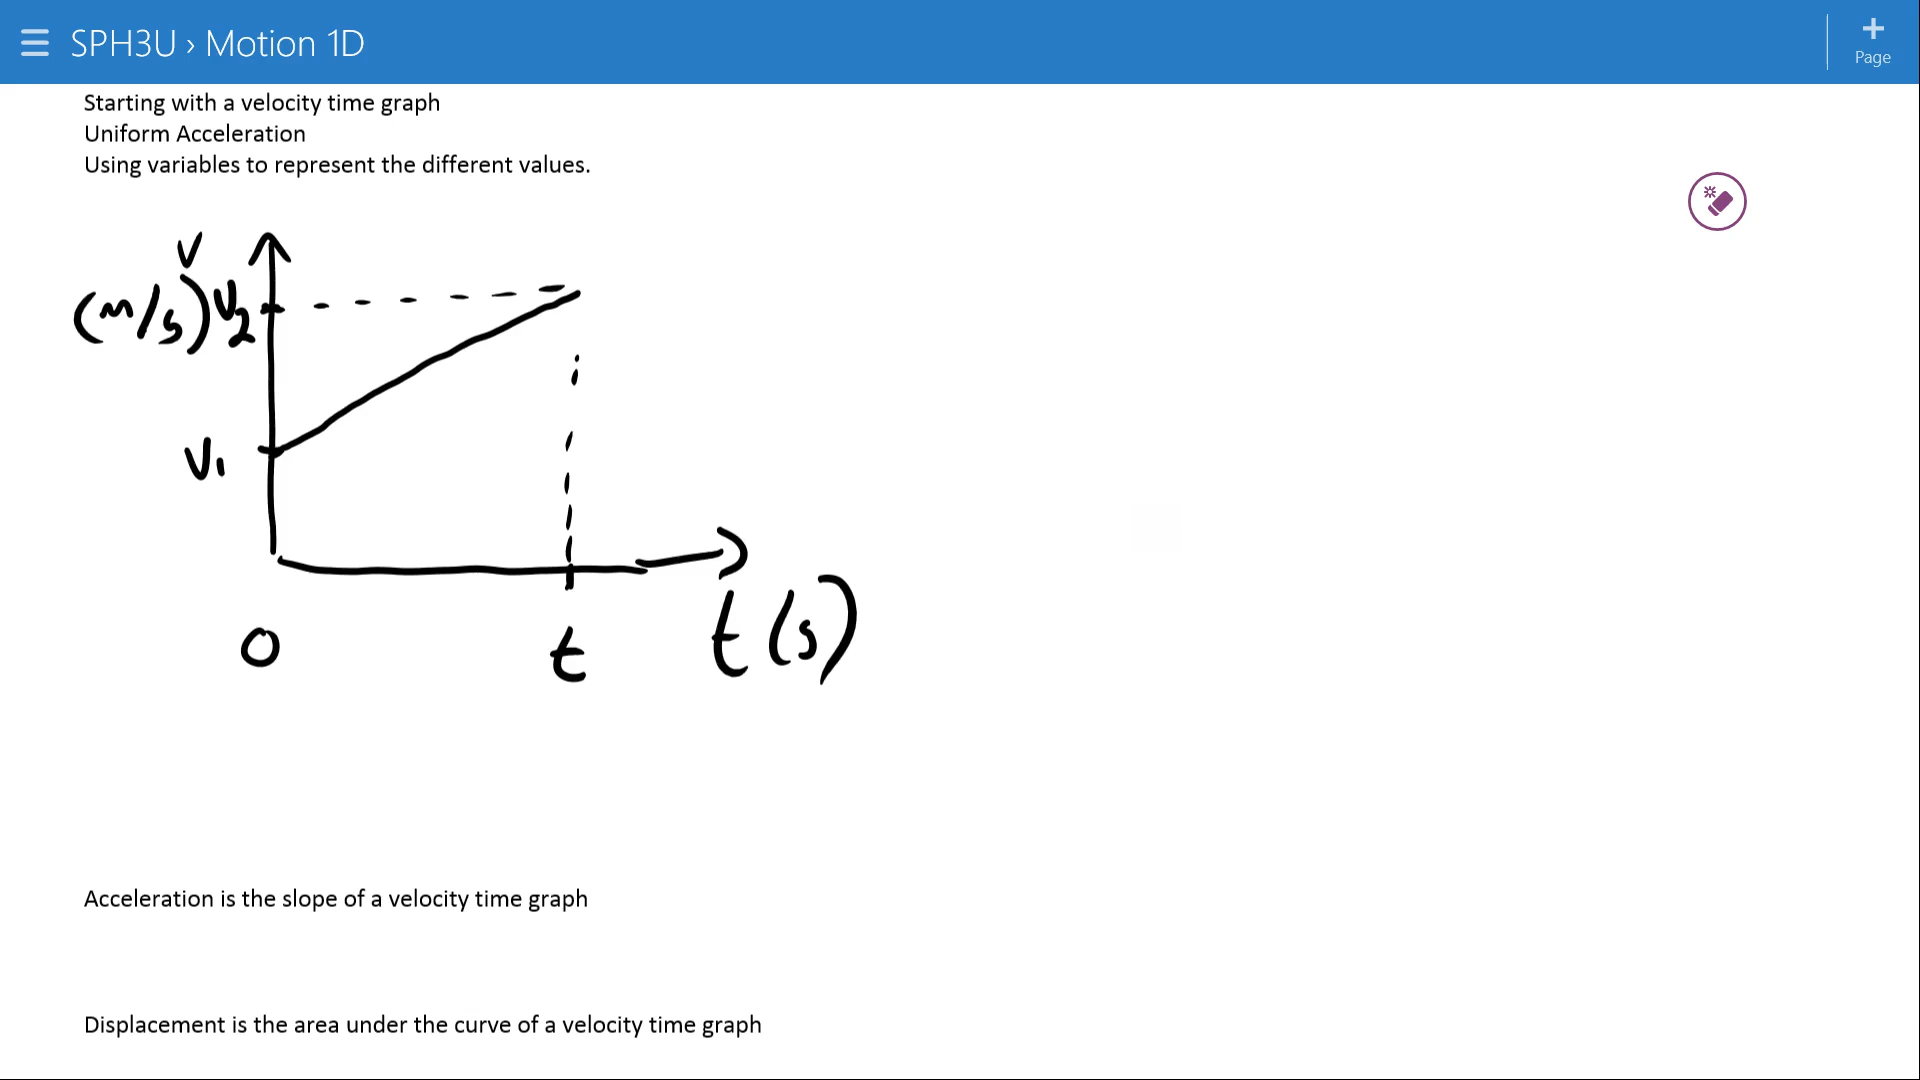 SPH3U › Motion 1D
Page
Starting with a velocity time graph
Uniform Acceleration
Using variables to represent the different values.
v
(m/s) v2
v1
0 t t (s)
Acceleration is the slope of a velocity time graph
Displacement is the area under the curve of a velocity time graph